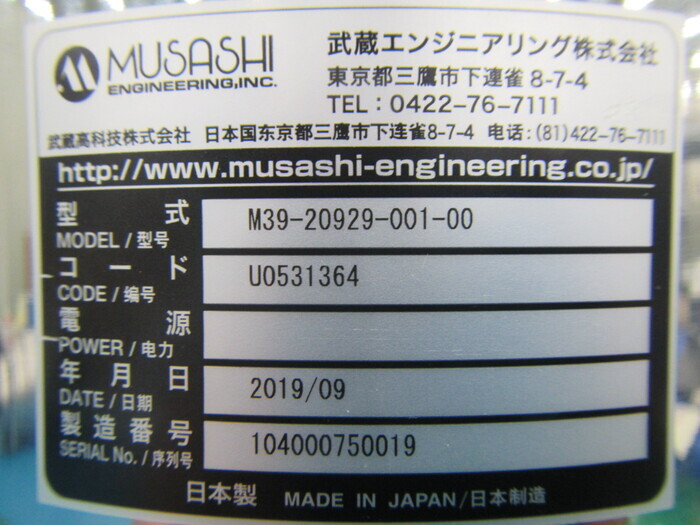 MUSASHI
ENGINEERING,INC.
武蔵エンジニアリング株式会社
東京都三鷹市下連雀 8-7-4
TEL : 0422-76-7111
武蔵高科技株式会社 日本国东京都三鹰市下连雀8-7-4 电话: (81)422-76-7111
http://www.musashi-engineering.co.jp/
型 式
MODEL / 型号
M39-20929-001-00
コード
CODE / 编号
U0531364
電 源
POWER / 电力
年 月 日
DATE / 日期
2019/09
製造番号
SERIAL No. / 序列号
104000750019
日本製 MADE IN JAPAN/日本制造